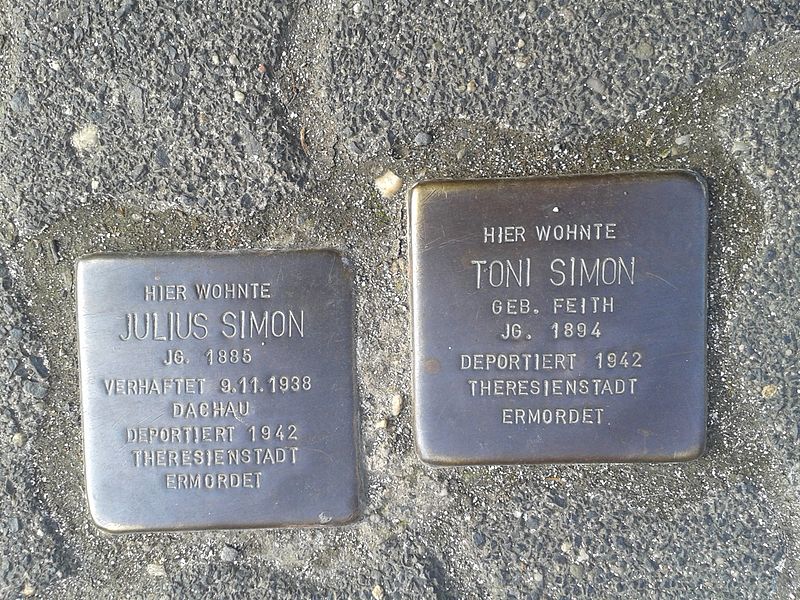 HIER WOHNTE
JULIUS SIMON
JG. 1885
VERHAFTET 9.11.1938
DACHAU
DEPORTIERT 1942
THERESIENSTADT
ERMORDET
HIER WOHNTE
TONI SIMON
GEB. FEITH
JG. 1894
DEPORTIERT 1942
THERESIENSTADT
ERMORDET